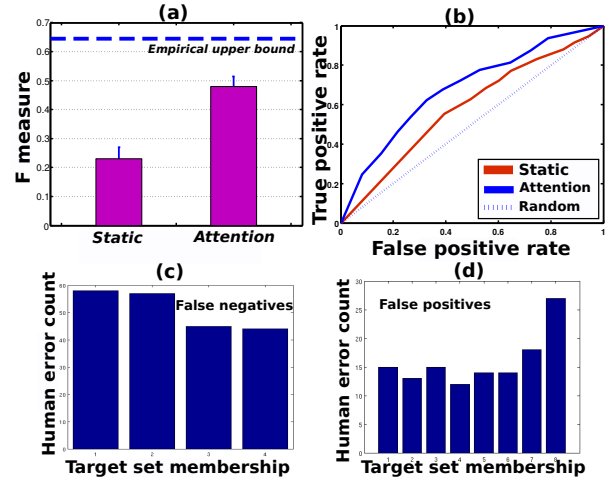 (a)
0.7
0.6
0.5
0.4
0.3
0.2
0.1
0
F measure
Empirical upper bound
Static
Attention
(b)
1
0.8
0.6
0.4
0.2
0
0
0.2
0.4
0.6
0.8
1
True positive rate
False positive rate
Static
Attention
Random
(c)
60
50
40
30
20
10
0
Human error count
False negatives
1
2
3
4
Target set membership
(d)
30
25
20
15
10
5
0
Human error count
False positives
1
2
3
4
5
6
7
8
Target set membership